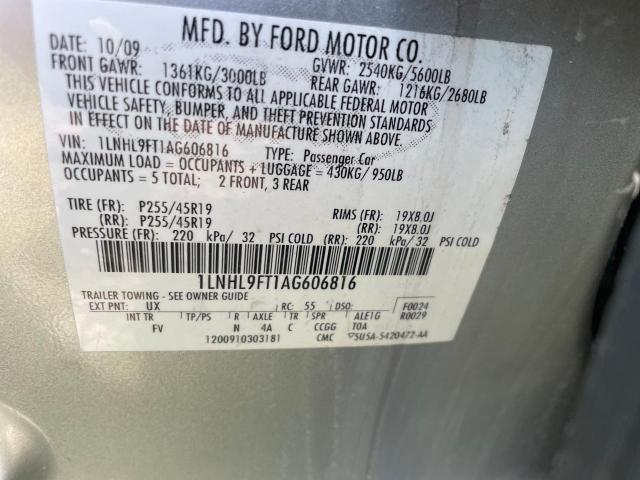 MFD. BY FORD MOTOR CO.
DATE: 10/09
GVWR: 2540KG/5600LB
FRONT GAWR: 1361KG/3000LB
REAR GAWR: 1216KG/2680LB
THIS VEHICLE CONFORMS TO ALL APPLICABLE FEDERAL MOTOR
VEHICLE SAFETY, BUMPER, AND THEFT PREVENTION STANDARDS
IN EFFECT ON THE DATE OF MANUFACTURE SHOWN ABOVE.
VIN: 1LNHL9FT1AG606816 TYPE: Passenger Car
MAXIMUM LOAD = OCCUPANTS + LUGGAGE = 430KG/950LB
OCCUPANTS = 5 TOTAL; 2 FRONT, 3 REAR
TIRE (FR): P255/45R19 RIMS (FR): 19X8.0J
(RR): P255/45R19 (RR): 19X8.0J
PRESSURE (FR): 220 kPa/ 32 PSI COLD (RR): 220 kPa/ 32 PSI COLD
1LNHL9FT1AG606816
TRAILER TOWING - SEE OWNER GUIDE
EXT PNT: UX RC: 55 DSO: F0024
INT TR TP/PS R AXLE TR SPR ALE1G R0029
FV N 4A C CCGG TOA
1200910303181 CMC 5U5A-5420472-AA